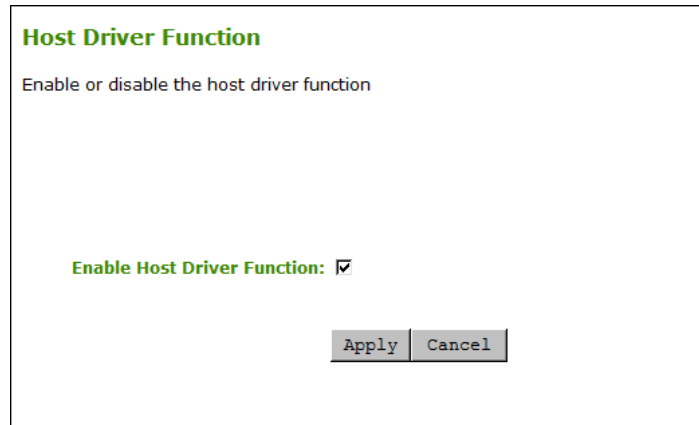 Host Driver Function
Enable or disable the host driver function
Enable Host Driver Function:
Apply Cancel